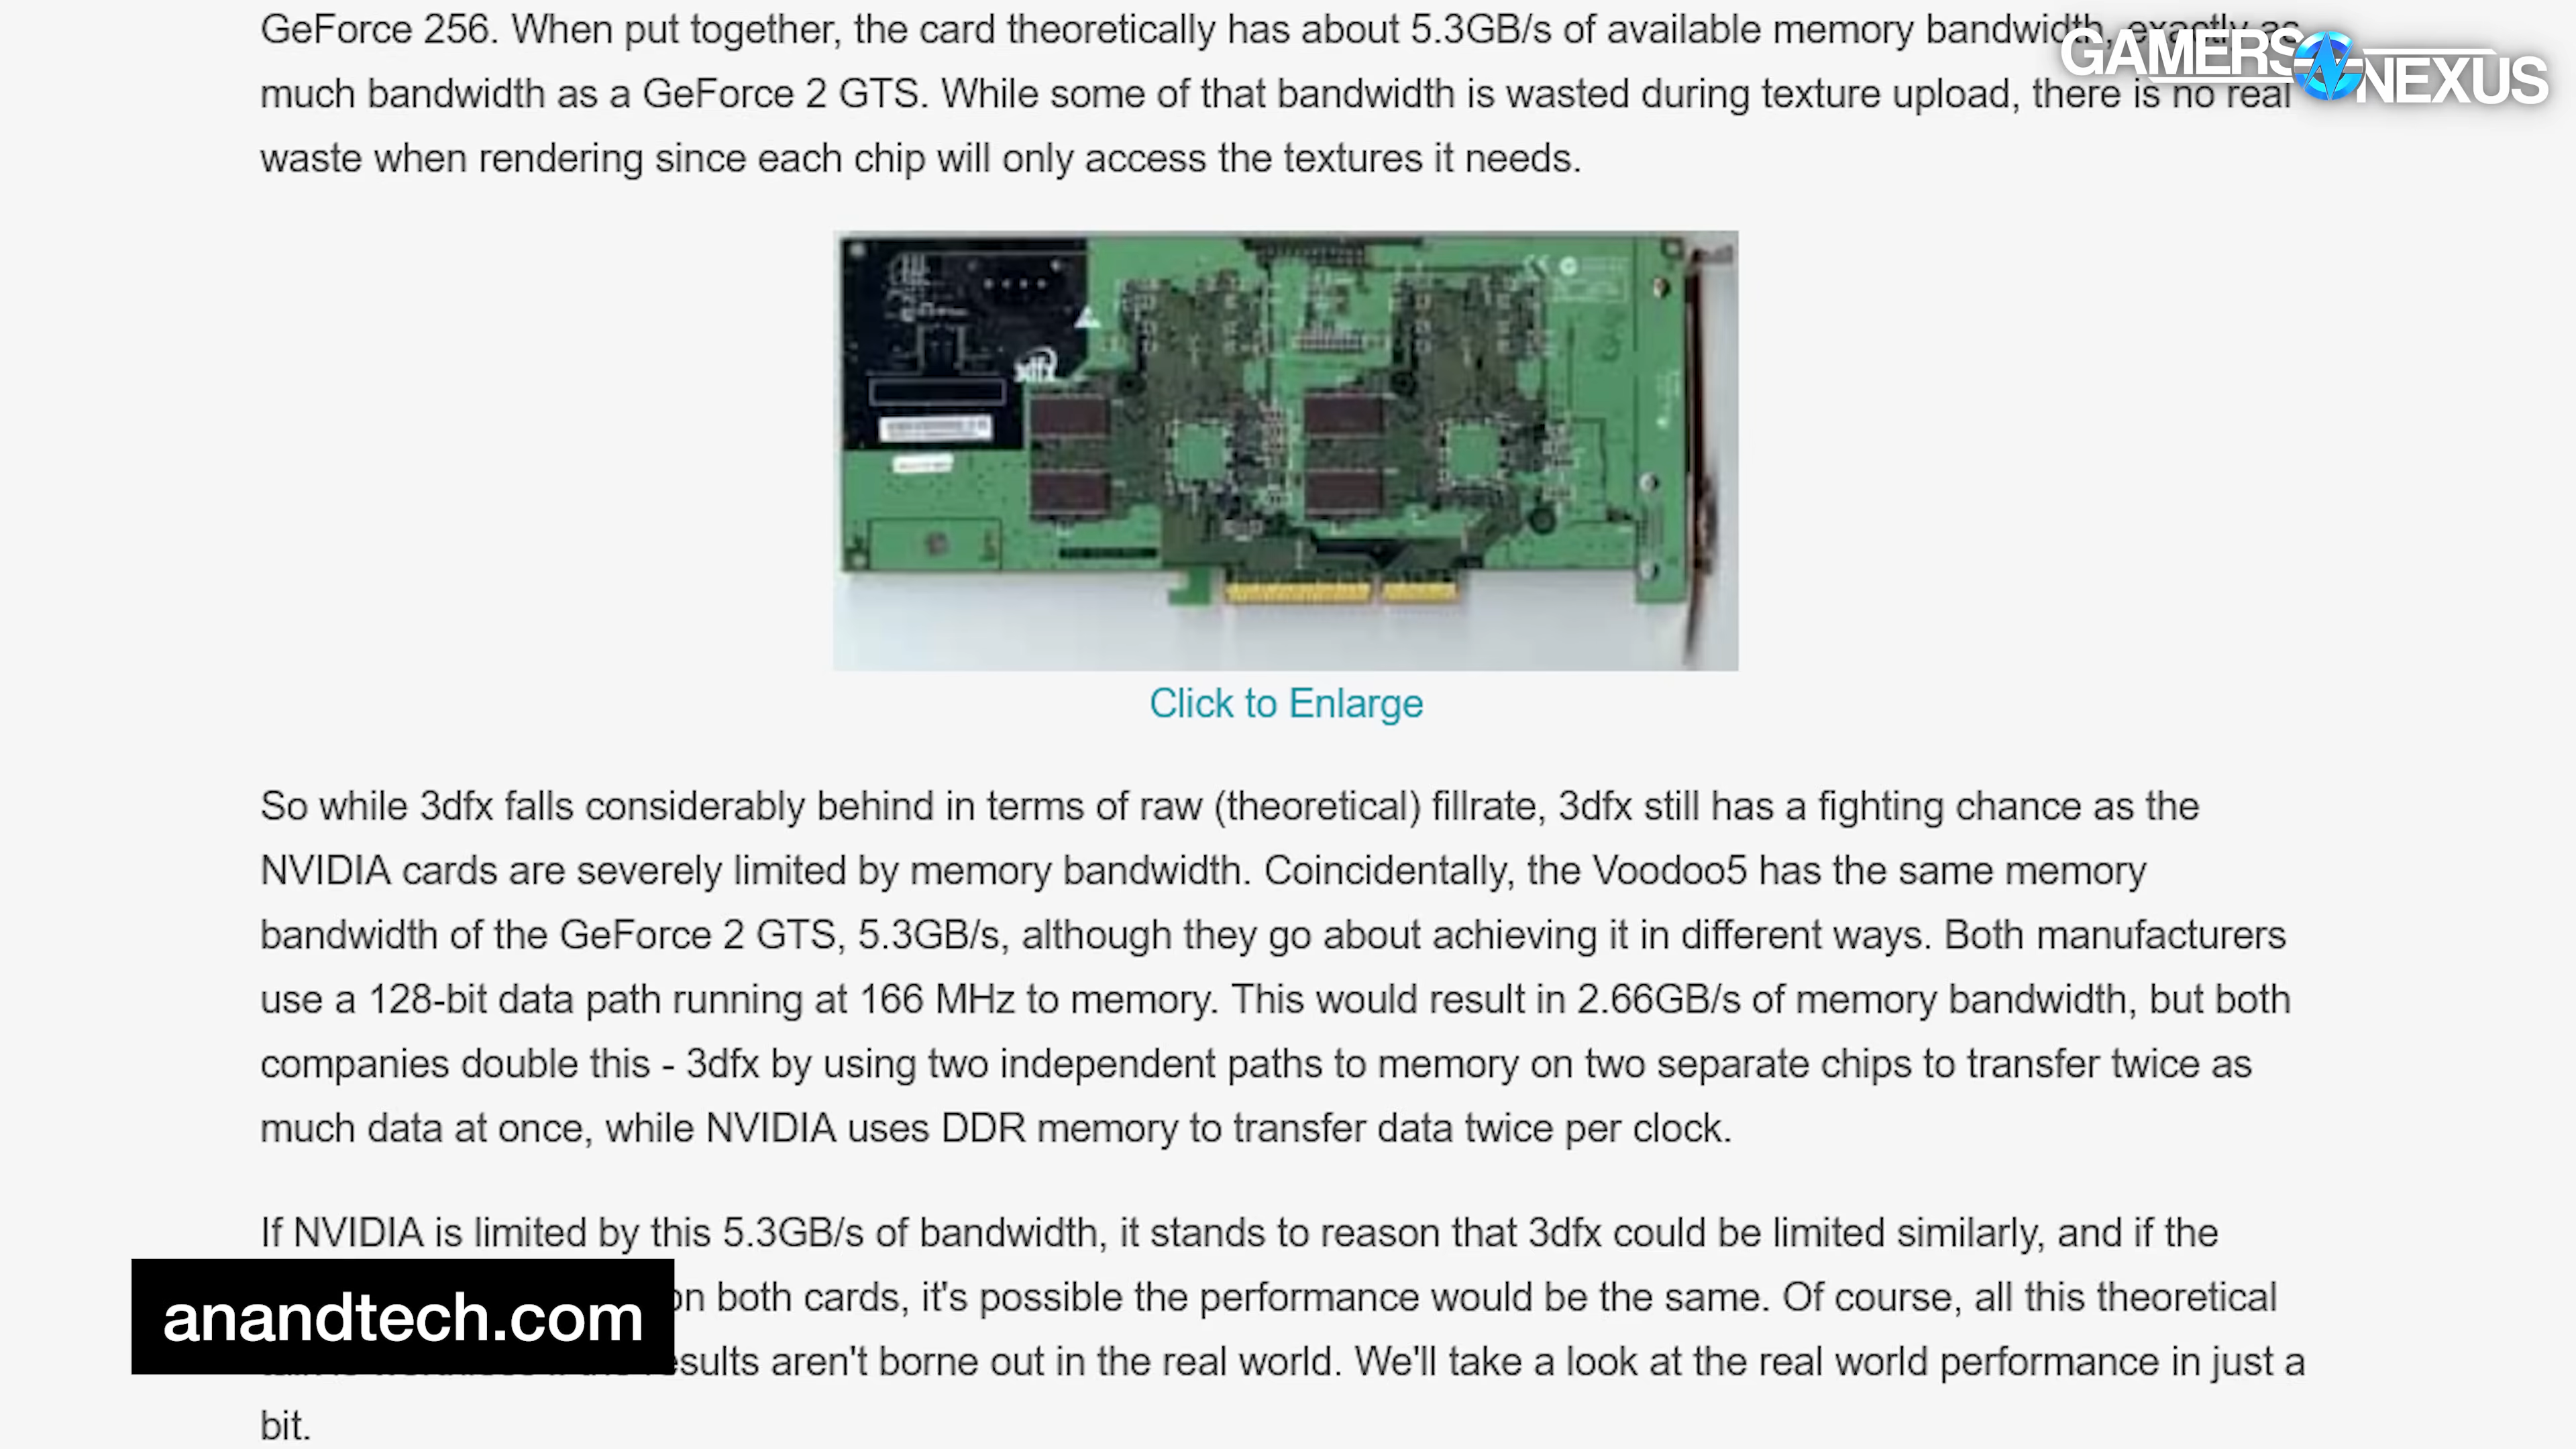 GeForce 256. When put together, the card theoretically has about 5.3GB/s of available memory bandwidth, exactly as
GAMERS NEXUS
much bandwidth as a GeForce 2 GTS. While some of that bandwidth is wasted during texture upload, there is no real
waste when rendering since each chip will only access the textures it needs.
3dfx
Click to Enlarge
So while 3dfx falls considerably behind in terms of raw (theoretical) fillrate, 3dfx still has a fighting chance as the
NVIDIA cards are severely limited by memory bandwidth. Coincidentally, the Voodoo5 has the same memory
bandwidth of the GeForce 2 GTS, 5.3GB/s, although they go about achieving it in different ways. Both manufacturers
use a 128-bit data path running at 166 MHz to memory. This would result in 2.66GB/s of memory bandwidth, but both
companies double this - 3dfx by using two independent paths to memory on two separate chips to transfer twice as
much data at once, while NVIDIA uses DDR memory to transfer data twice per clock.
If NVIDIA is limited by this 5.3GB/s of bandwidth, it stands to reason that 3dfx could be limited similarly, and if the
on both cards, it's possible the performance would be the same. Of course, all this theoretical
anandtech.com
results aren't borne out in the real world. We'll take a look at the real world performance in just a
bit.